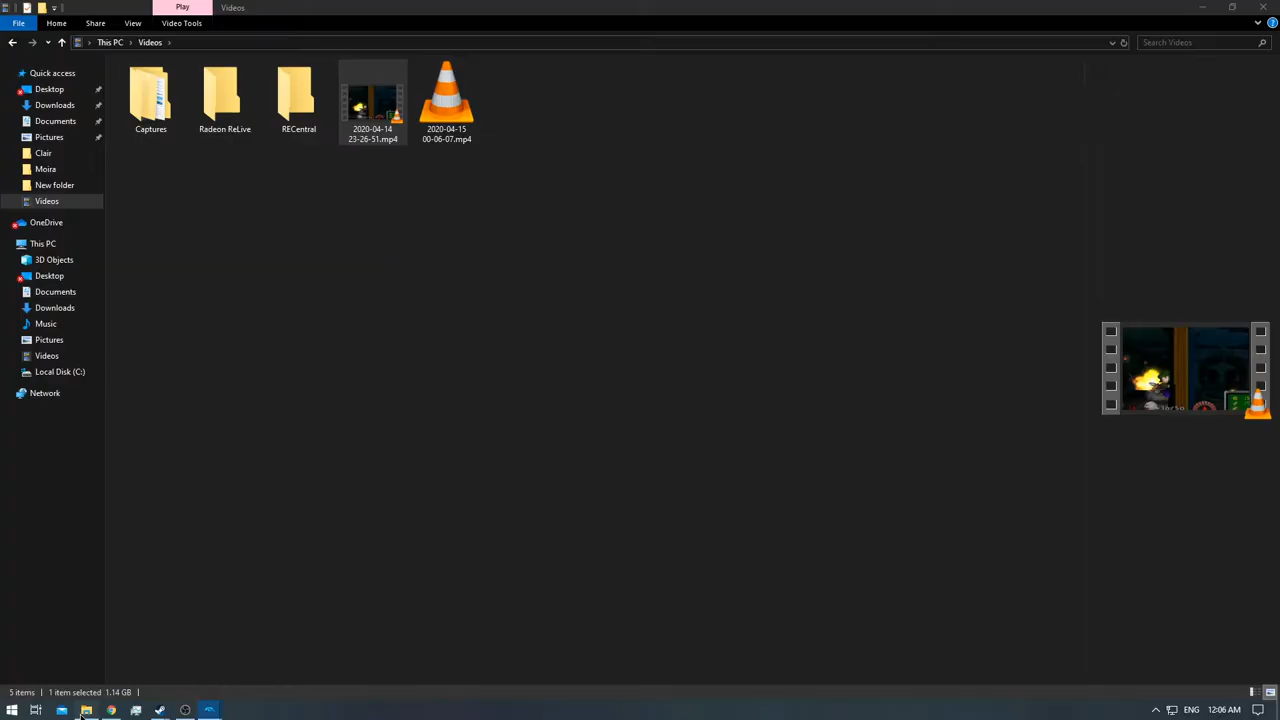 Play
Videos
File
Home
Share
View
Video Tools
This PC
Videos
Search Videos
Quick access
Desktop
Downloads
Documents
Pictures
Clair
Moira
New folder
Videos
OneDrive
This PC
3D Objects
Desktop
Documents
Downloads
Music
Pictures
Videos
Local Disk (C:)
Network
Captures
Radeon ReLive
RECentral
2020-04-14
23-26-51.mp4
2020-04-15
00-06-07.mp4
5 items
1 item selected 1.14 GB
ENG
12:06 AM